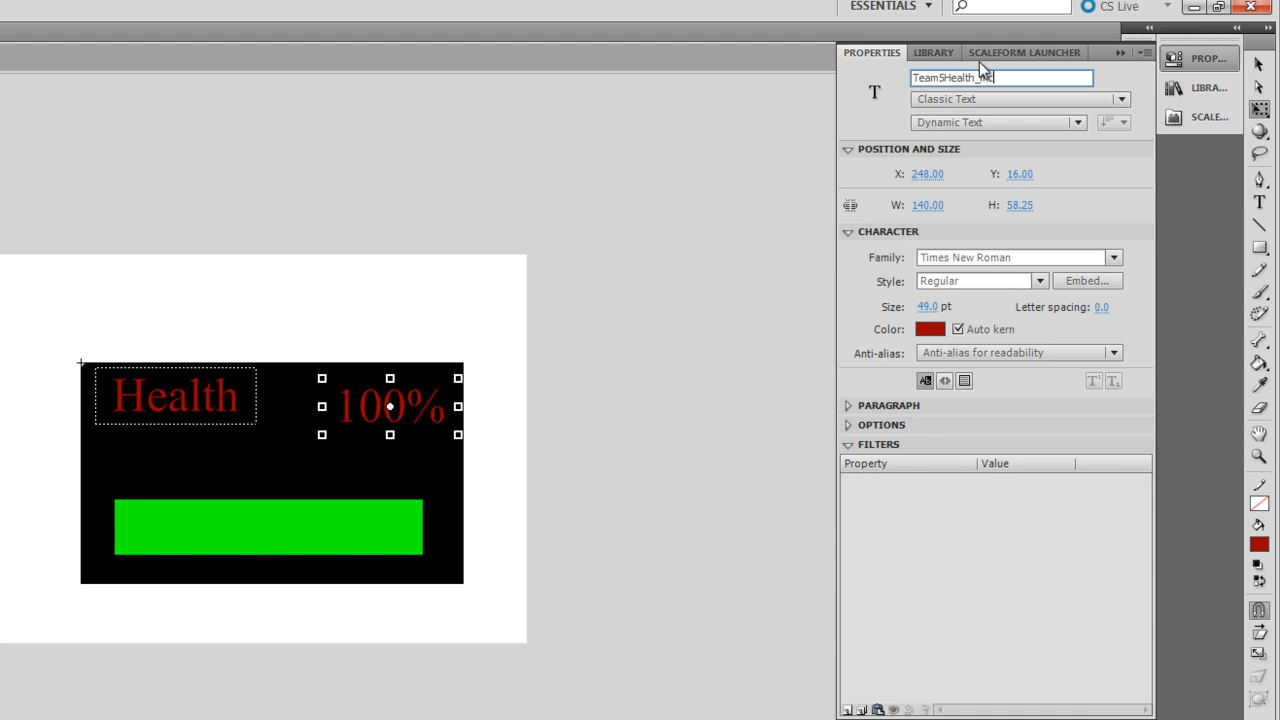 ESSENTIALS
CS Live
PROPERTIES LIBRARY SCALEFORM LAUNCHER
PROP...
T
Classic Text
LIBRA...
Dynamic Text
SCALE...
POSITION AND SIZE
X: 248.00 Y: 16.00
W: 140.00 H: 58.25
CHARACTER
Family: Times New Roman
Style: Regular Embed...
Size: 49.0 pt Letter spacing: 0.0
Color: Auto kern
Anti-alias: Anti-alias for readability
Health 100%
PARAGRAPH
OPTIONS
FILTERS
Property Value